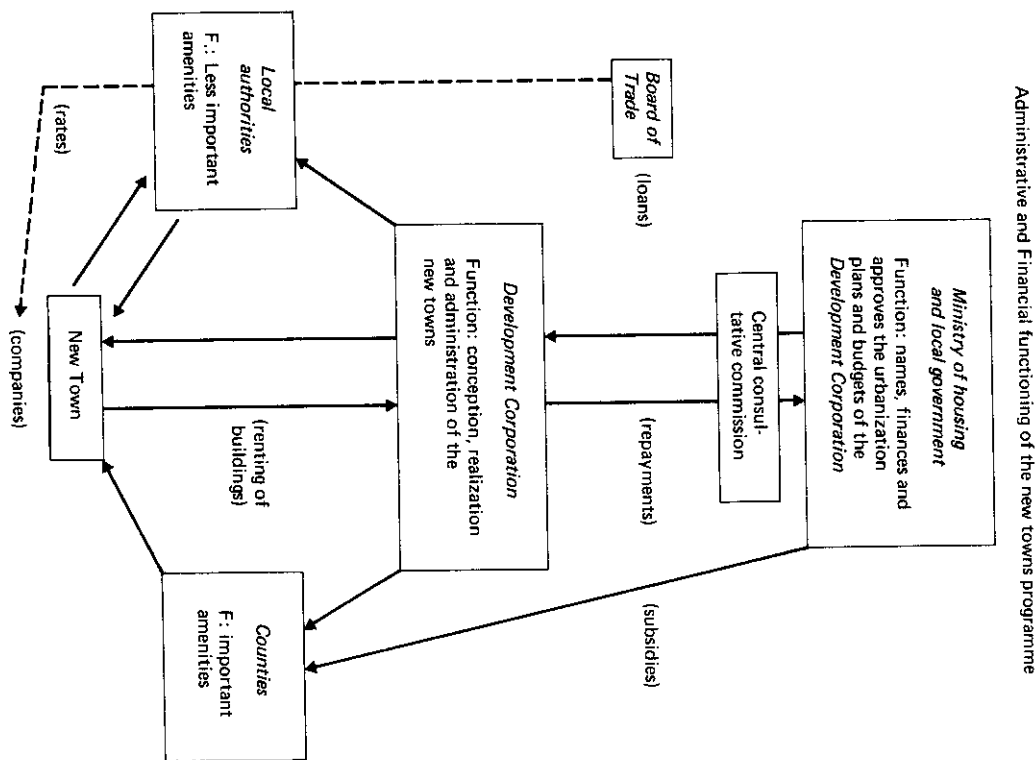 Administrative and Financial functioning of the new towns programme
Ministry of housing
and local government
Function: names, finances and
approves the urbanization
plans and budgets of the
Development Corporation
Central consul-
tative commission
Board of
Trade
(loans)
(repayments)
(subsidies)
Development Corporation
Function: conception, realization
and administration of the
new towns
Local
authorities
F.: Less important
amenities
Counties
F: important
amenities
(rates)
(renting of
buildings)
New Town
(companies)